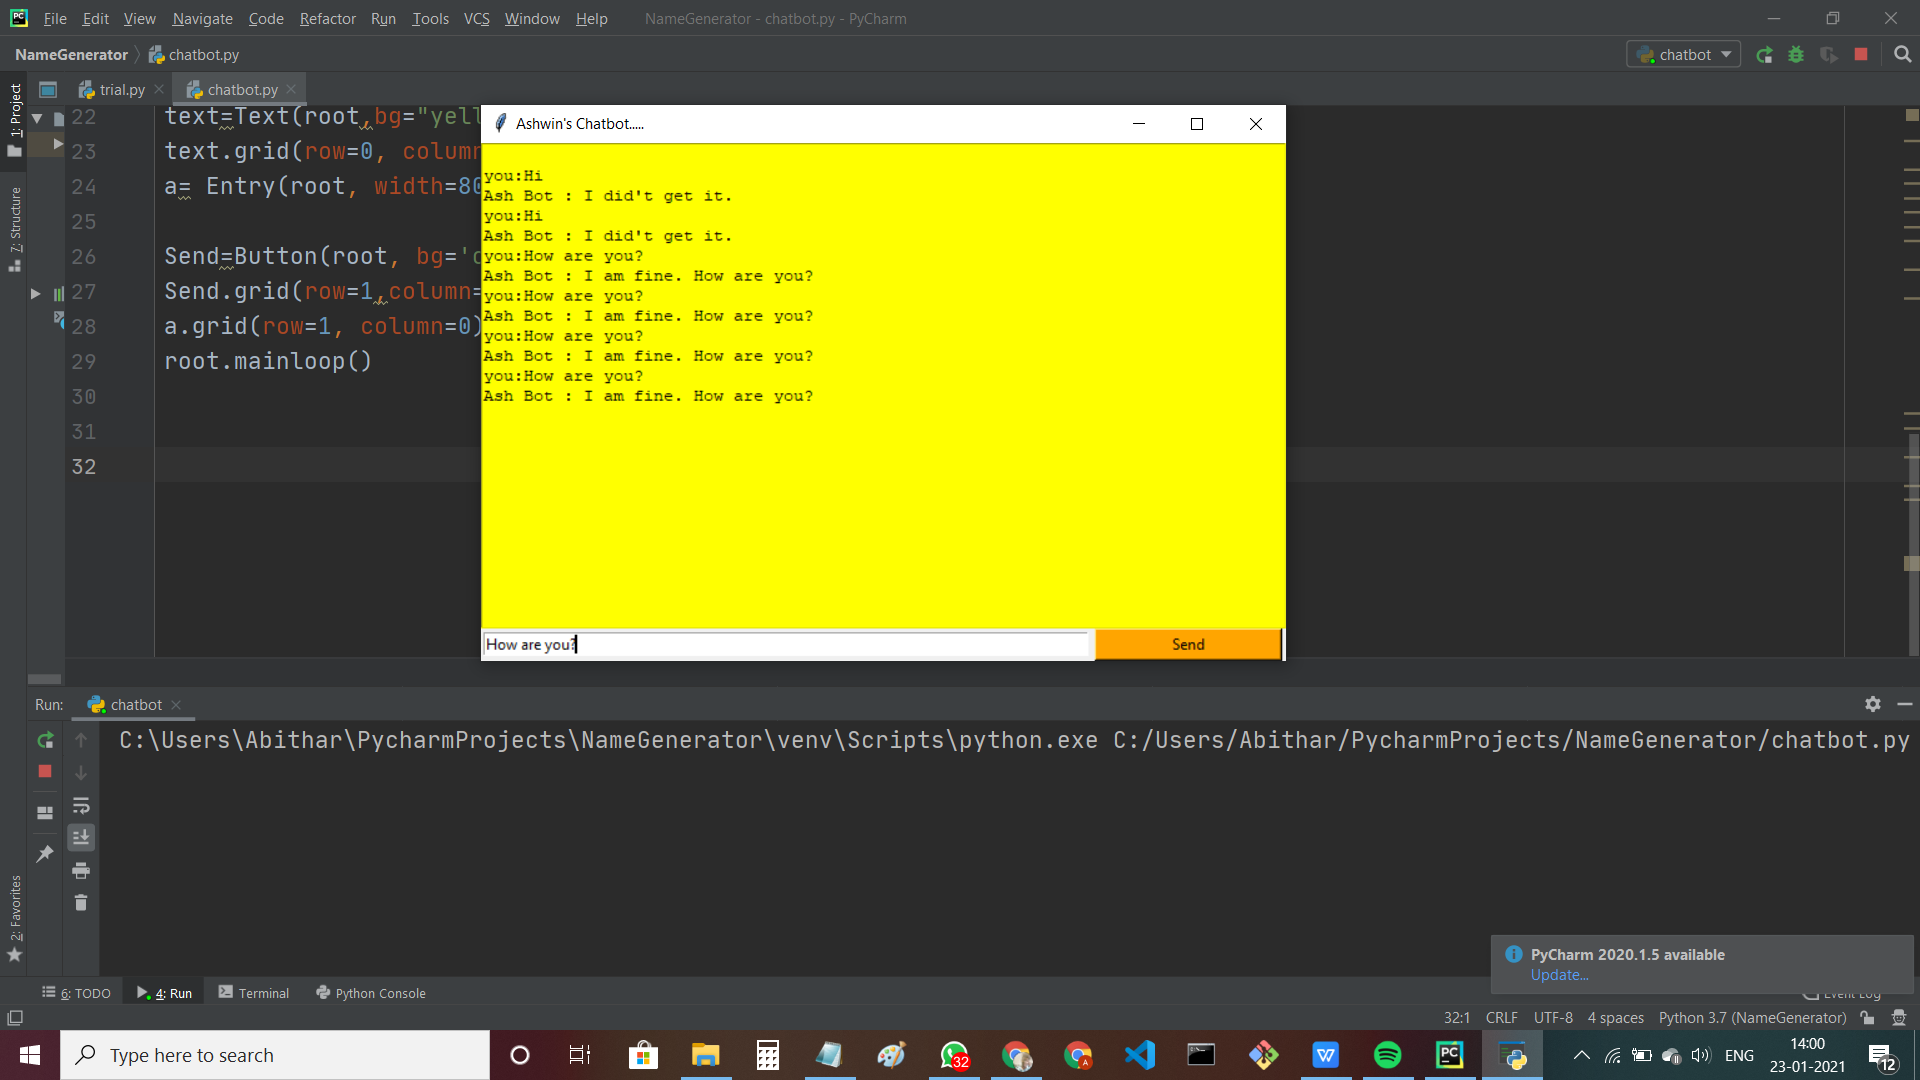 File Edit View Navigate Code Refactor Run Tools VCS Window Help NameGenerator - chatbot.py - PyCharm
NameGenerator chatbot.py
chatbot
trial.py
chatbot.py
1: Project
7: Structure
2: Favorites
22 text=Text(root,bg="yell
23 text.grid(row=0, column
24 a= Entry(root, width=80
25
26 Send=Button(root, bg='
27 Send.grid(row=1,column=
28 a.grid(row=1, column=0)
29 root.mainloop()
30
31
32
Ashwin's Chatbot.....
you:Hi
Ash Bot : I did't get it.
you:Hi
Ash Bot : I did't get it.
you:How are you?
Ash Bot : I am fine. How are you?
you:How are you?
Ash Bot : I am fine. How are you?
you:How are you?
Ash Bot : I am fine. How are you?
you:How are you?
Ash Bot : I am fine. How are you?
How are you?
Send
Run: chatbot
C:\Users\Abithar\PycharmProjects\NameGenerator\venv\Scripts\python.exe C:/Users/Abithar/PycharmProjects/NameGenerator/chatbot.py
PyCharm 2020.1.5 available
Update...
6: TODO 4: Run Terminal Python Console Event Log
32:1 CRLF UTF-8 4 spaces Python 3.7 (NameGenerator)
Type here to search
32
PC
W
A
ENG
14:00
23-01-2021
12